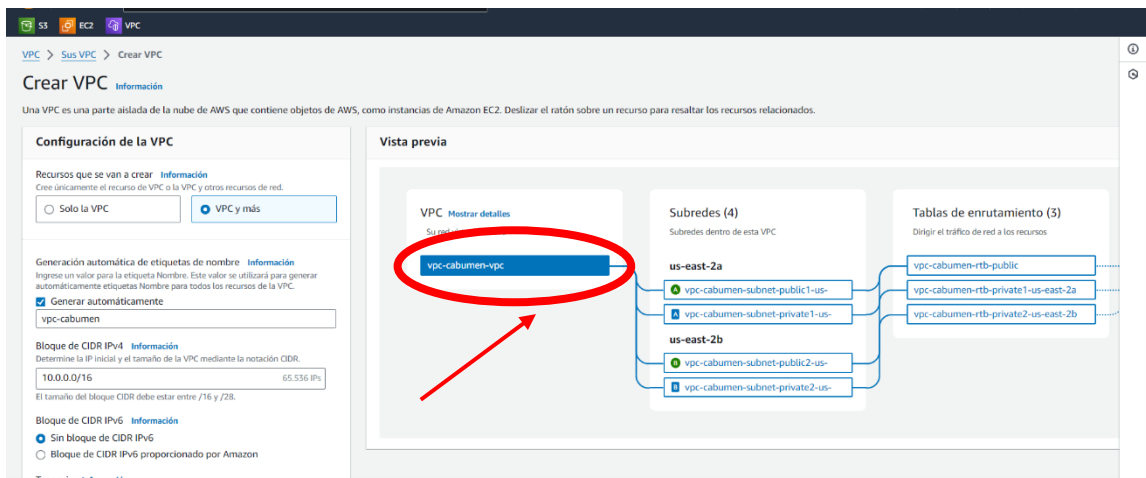 S3 EC2 VPC
VPC > Sus VPC > Crear VPC
Crear VPC Información
Una VPC es una parte aislada de la nube de AWS que contiene objetos de AWS, como instancias de Amazon EC2. Deslizar el ratón sobre un recurso para resaltar los recursos relacionados.
Configuración de la VPC
Recursos que se van a crear Información
Cree únicamente el recurso de VPC o la VPC y otros recursos de red.
Solo la VPC
VPC y más
Generación automática de etiquetas de nombre Información
Ingrese un valor para la etiqueta Nombre. Este valor se utilizará para generar
automáticamente etiquetas Nombre para todos los recursos de la VPC.
Generar automáticamente
vpc-cabumen
Bloque de CIDR IPv4 Información
Determine la IP inicial y el tamaño de la VPC mediante la notación CIDR.
10.0.0.0/16 65.536 IPs
El tamaño del bloque CIDR debe estar entre /16 y /28.
Bloque de CIDR IPv6 Información
Sin bloque de CIDR IPv6
Bloque de CIDR IPv6 proporcionado por Amazon
Vista previa
VPC Mostrar detalles
Su red
vpc-cabumen-vpc
Subredes (4)
Subredes dentro de esta VPC
us-east-2a
A vpc-cabumen-subnet-public1-us-
A vpc-cabumen-subnet-private1-us-
us-east-2b
B vpc-cabumen-subnet-public2-us-
B vpc-cabumen-subnet-private2-us-
Tablas de enrutamiento (3)
Dirigir el tráfico de red a los recursos
vpc-cabumen-rtb-public
vpc-cabumen-rtb-private1-us-east-2a
vpc-cabumen-rtb-private2-us-east-2b